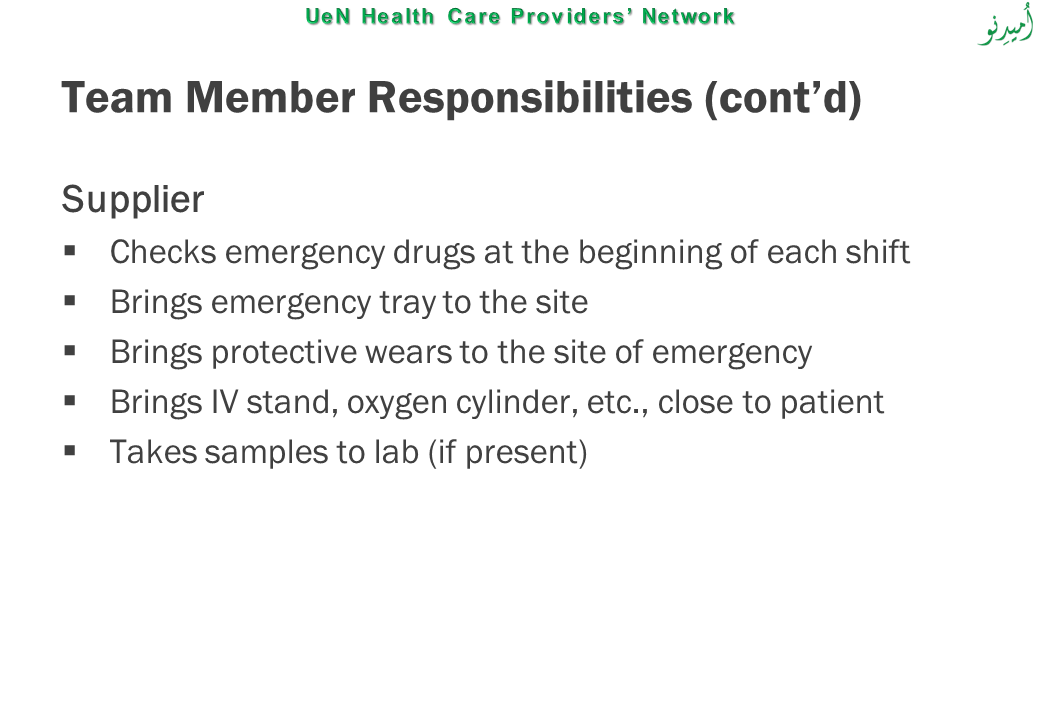 UeN Health Care Providers’ Network
أُميدِنو
Team Member Responsibilities (cont’d)
Supplier
▪ Checks emergency drugs at the beginning of each shift
▪ Brings emergency tray to the site
▪ Brings protective wears to the site of emergency
▪ Brings IV stand, oxygen cylinder, etc., close to patient
▪ Takes samples to lab (if present)